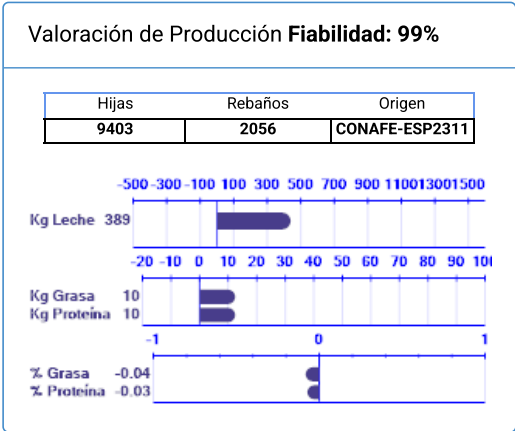 Valoración de Producción Fiabilidad: 99%
Hijas Rebaños Origen
9403 2056 CONAFE-ESP2311
-500 -300 -100 100 300 500 700 900 1100 1300 1500
Kg Leche 389
-20 -10 0 10 20 30 40 50 60 70 80 90
Kg Grasa 10
Kg Proteína 10
-1 0 1
% Grasa -0.04
% Proteína -0.03